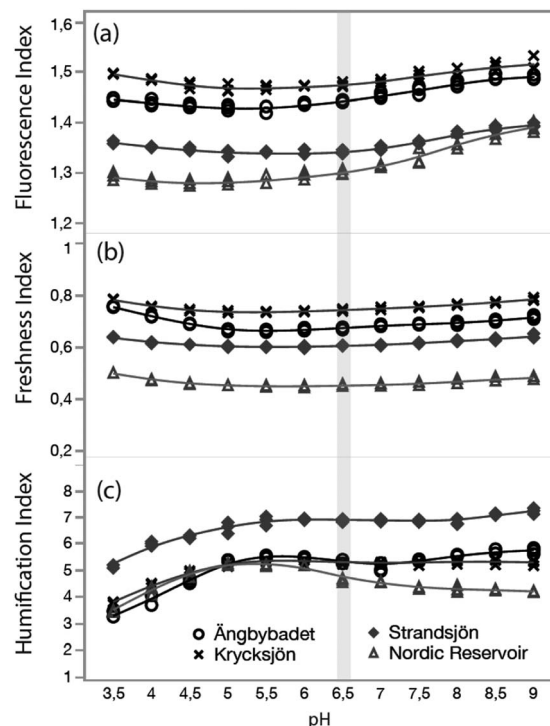 (a)
Fluorescence Index
1,6
1,5
1,4
1,3
1,2
(b)
Freshness Index
1
0,8
0,6
0,4
0,2
(c)
Humification Index
8
7
6
5
4
3
2
1
Ängbybadet
Strandsjön
Krycksjön
Nordic Reservoir
3,5 4 4,5 5 5,5 6 6,5 7 7,5 8 8,5 9
pH